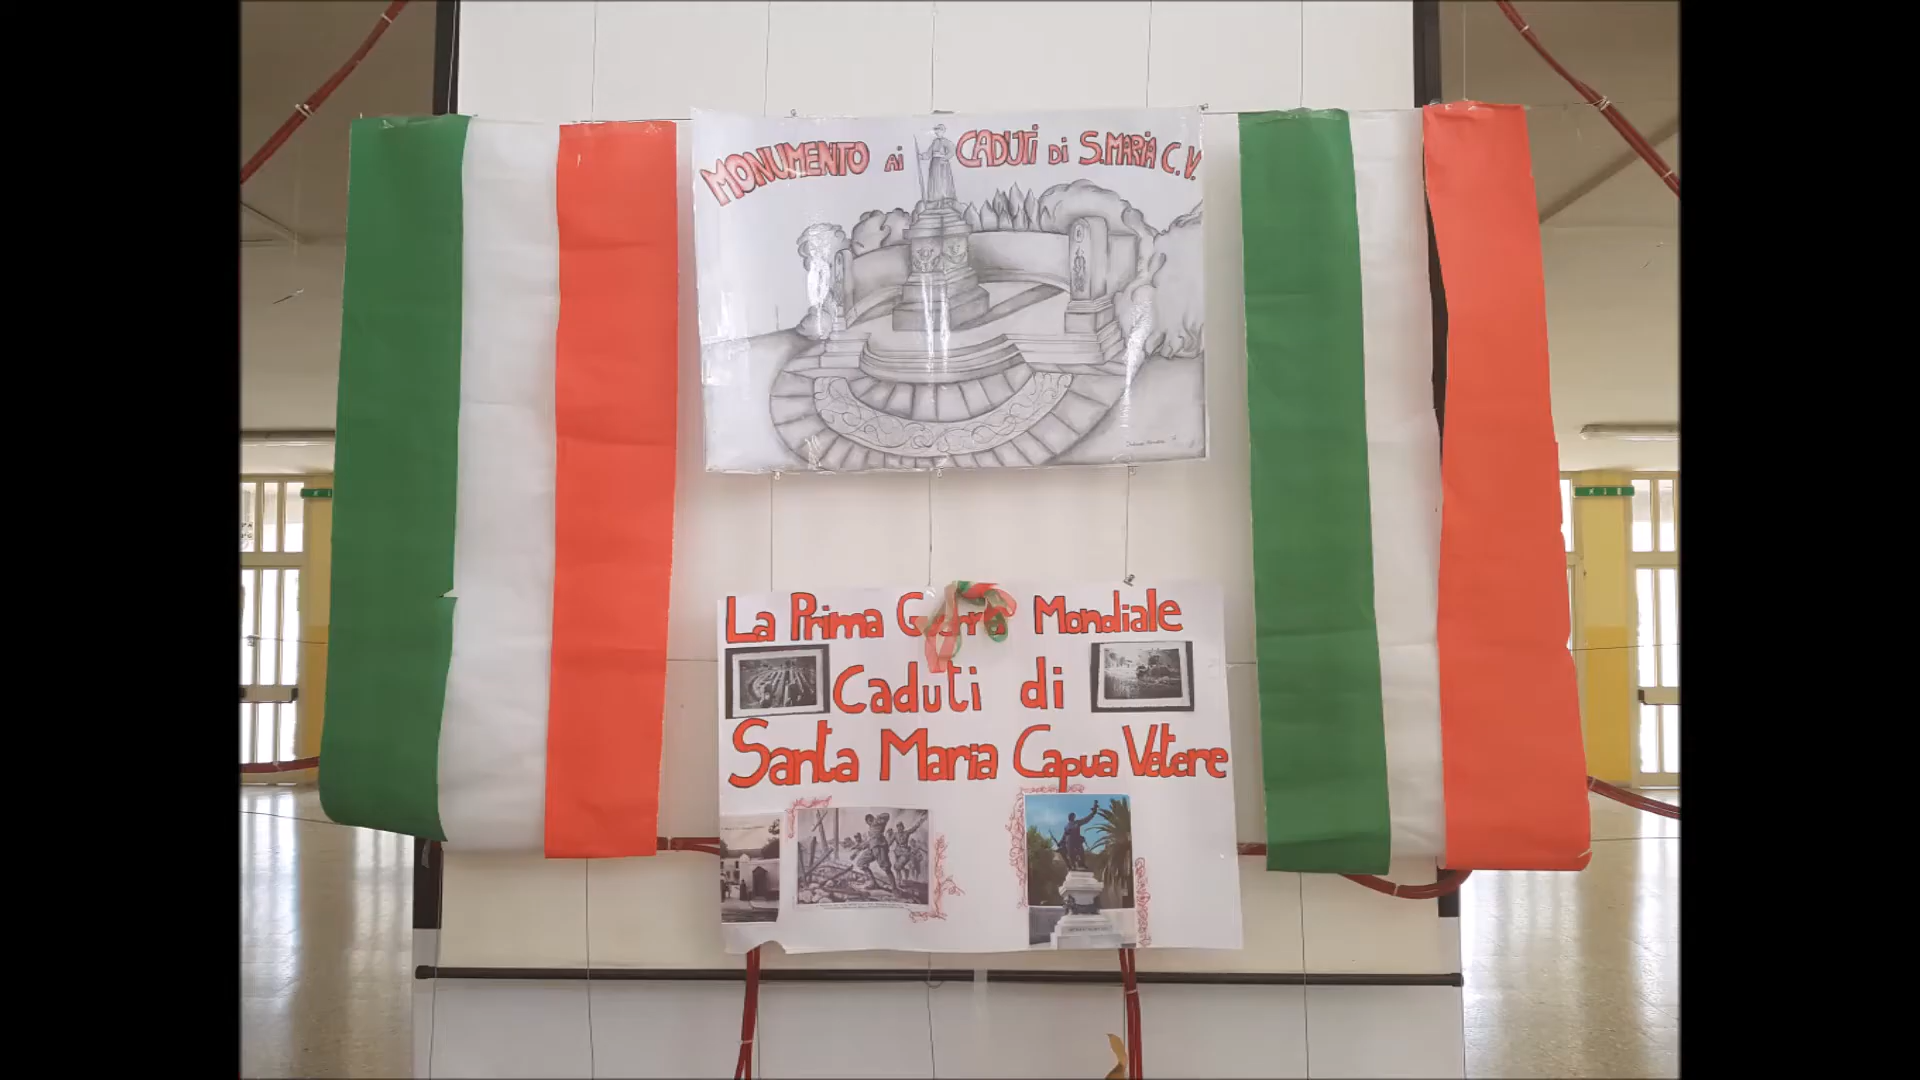 MONUMENTO Ai CADUTi Di S.MARIA C.V.
La Prima Guerra Mondiale
Caduti di
Santa Maria Capua Vetere